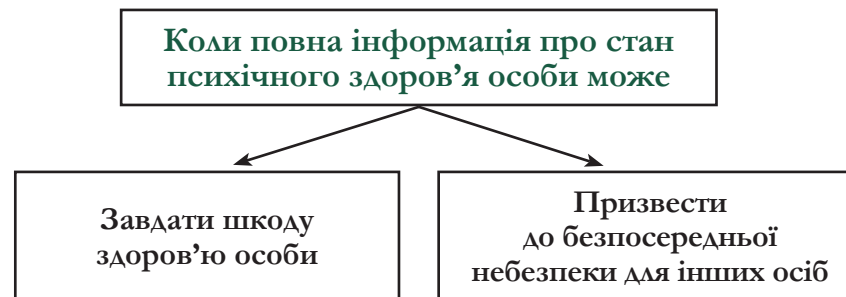 Коли повна інформація про стан
психічного здоров’я особи може
Завдати шкоду
здоров’ю особи
Призвести
до безпосередньої
небезпеки для інших осіб